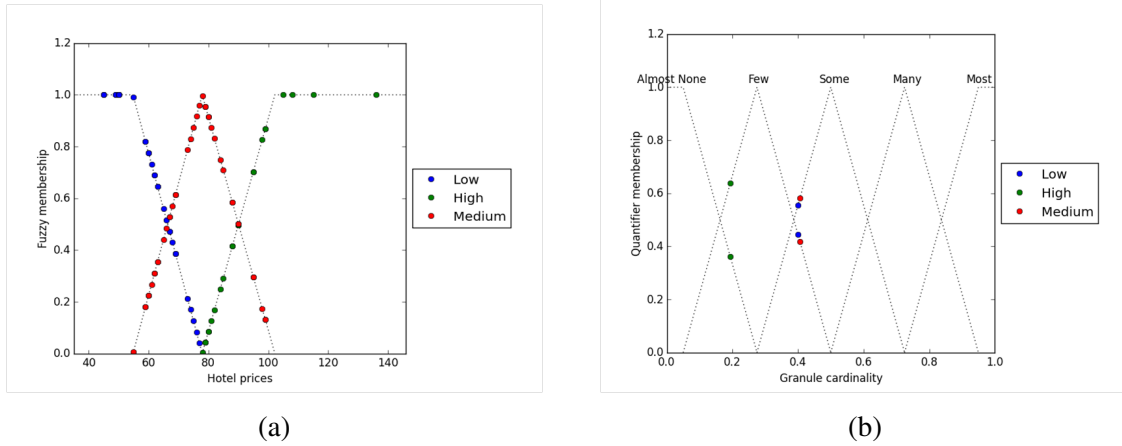 1.2
1.0
0.8
0.6
0.4
0.2
0.0
Fuzzy membership
40 60 80 100 120 140
Hotel prices
Low
High
Medium
(a)
1.2
1.0
0.8
0.6
0.4
0.2
0.0
Quantifier membership
Almost None Few Some Many Most
0.0 0.2 0.4 0.6 0.8 1.0
Granule cardinality
Low
High
Medium
(b)